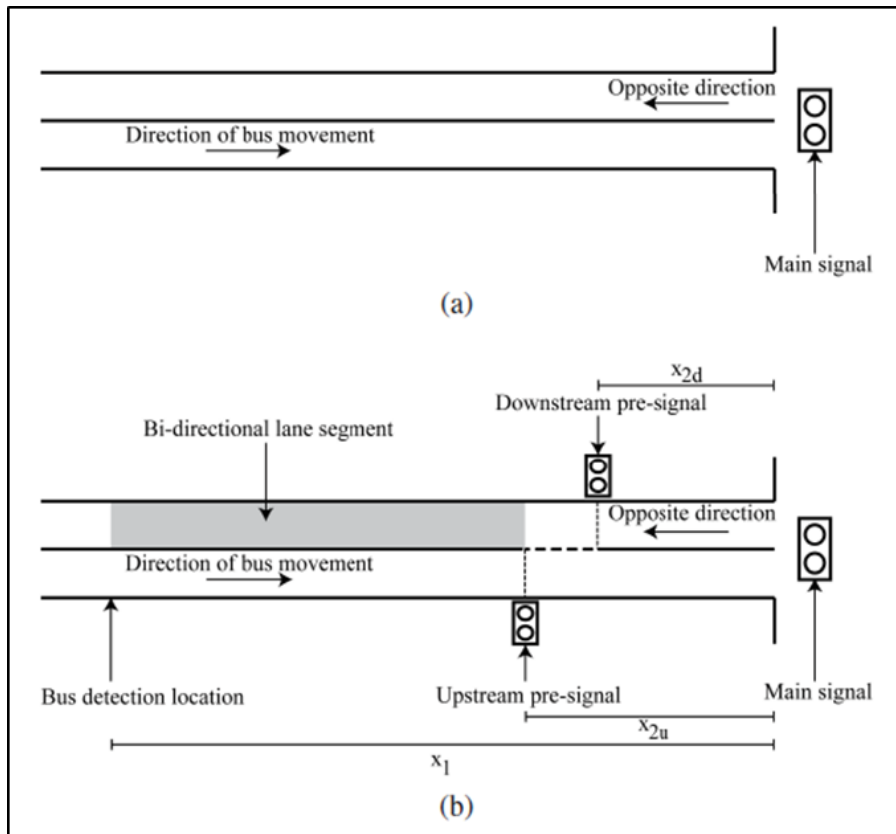 Opposite direction
Direction of bus movement
Main signal
(a)
x2d
Downstream pre-signal
Bi-directional lane segment
Opposite direction
Direction of bus movement
Bus detection location
Upstream pre-signal
Main signal
x2u
x1
(b)